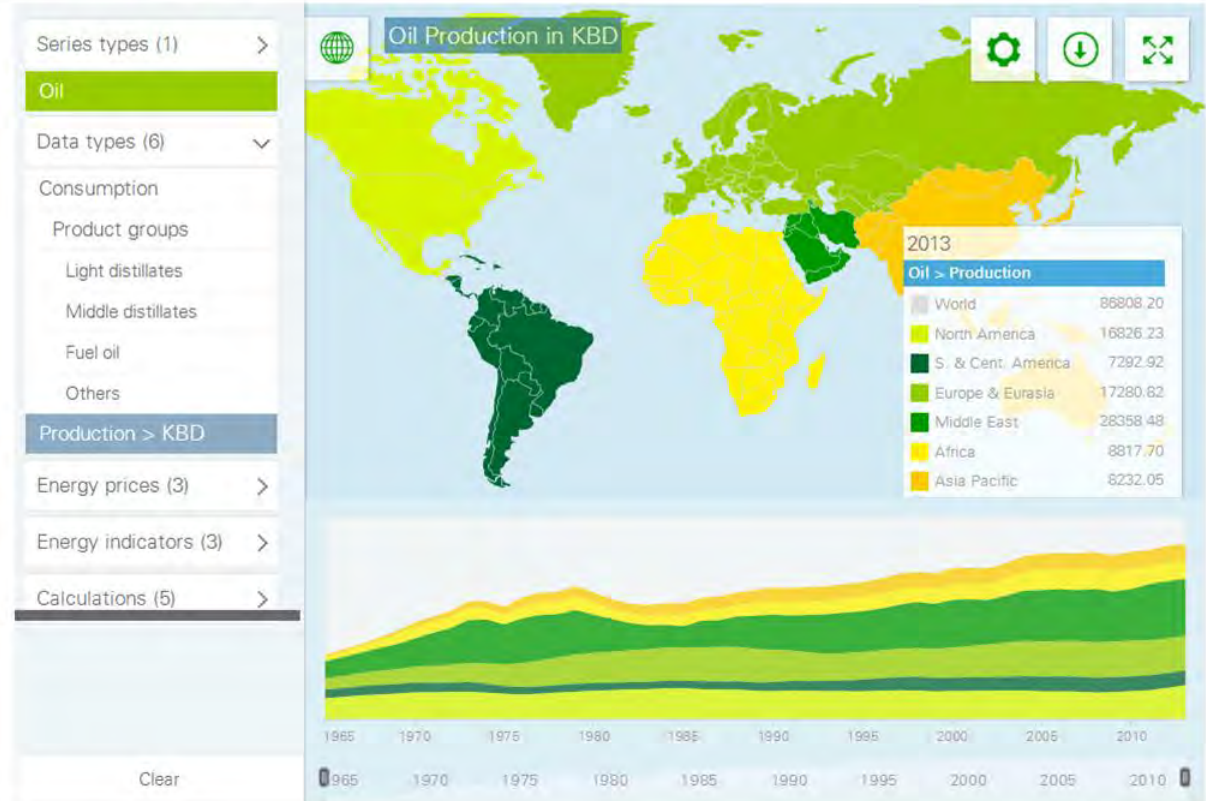 Series types (1)
Oil
Data types (6)
Consumption
Product groups
Light distillates
Middle distillates
Fuel oil
Others
Production > KBD
Energy prices (3)
Energy indicators (3)
Calculations (5)
Clear
Oil Production in KBD
2013
Oil > Production
World 86808.20
North America 16826.23
S. & Cent. America 7292.92
Europe & Eurasia 17280.82
Middle East 28358.48
Africa 8817.70
Asia Pacific 8232.05
1965 1970 1975 1980 1985 1990 1995 2000 2005 2010
965 1970 1975 1980 1985 1990 1995 2000 2005 2010